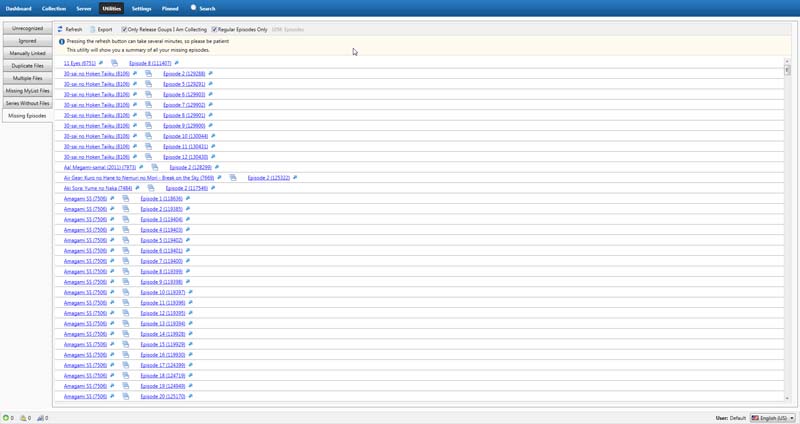 Dashboard Collection Server Utilities Settings Pinned Search
Unrecognized
Ignored
Manually Linked
Duplicate Files
Multiple Files
Missing MyList Files
Series Without Files
Missing Episodes
Refresh Export Only Release Goups I Am Collecting Regular Episodes Only Episodes
Pressing the refresh button can take several minutes, so please be patient
This utility will show you a summary of all your missing episodes.
11 Eyes (6751) Episode 8 (111407)
30-sai no Hoken Taiiku (8106) Episode 2 (129288)
30-sai no Hoken Taiiku (8106) Episode 5 (129291)
30-sai no Hoken Taiiku (8106) Episode 6 (129903)
30-sai no Hoken Taiiku (8106) Episode 7 (129902)
30-sai no Hoken Taiiku (8106) Episode 8 (129901)
30-sai no Hoken Taiiku (8106) Episode 9 (129900)
30-sai no Hoken Taiiku (8106) Episode 10 (130044)
30-sai no Hoken Taiiku (8106) Episode 11 (130431)
30-sai no Hoken Taiiku (8106) Episode 12 (130430)
Aa! Megami-sama! (2011) (7973) Episode 2 (128299)
Air Gear: Kuro no Hane to Nemuri no Mori - Break on the Sky (7669) Episode 2 (125322)
Aki Sora: Yume no Naka (7484) Episode 2 (117546)
Amagami SS (7506) Episode 1 (118636)
Amagami SS (7506) Episode 2 (119385)
Amagami SS (7506) Episode 3 (119404)
Amagami SS (7506) Episode 4 (119403)
Amagami SS (7506) Episode 5 (119402)
Amagami SS (7506) Episode 6 (119401)
Amagami SS (7506) Episode 7 (119400)
Amagami SS (7506) Episode 8 (119399)
Amagami SS (7506) Episode 9 (119398)
Amagami SS (7506) Episode 10 (119397)
Amagami SS (7506) Episode 11 (119396)
Amagami SS (7506) Episode 12 (119395)
Amagami SS (7506) Episode 13 (119394)
Amagami SS (7506) Episode 14 (119928)
Amagami SS (7506) Episode 15 (119929)
Amagami SS (7506) Episode 16 (119930)
Amagami SS (7506) Episode 17 (124399)
Amagami SS (7506) Episode 18 (124719)
Amagami SS (7506) Episode 19 (124949)
Amagami SS (7506) Episode 20 (125170)
0 0 0 User: Default English (US)